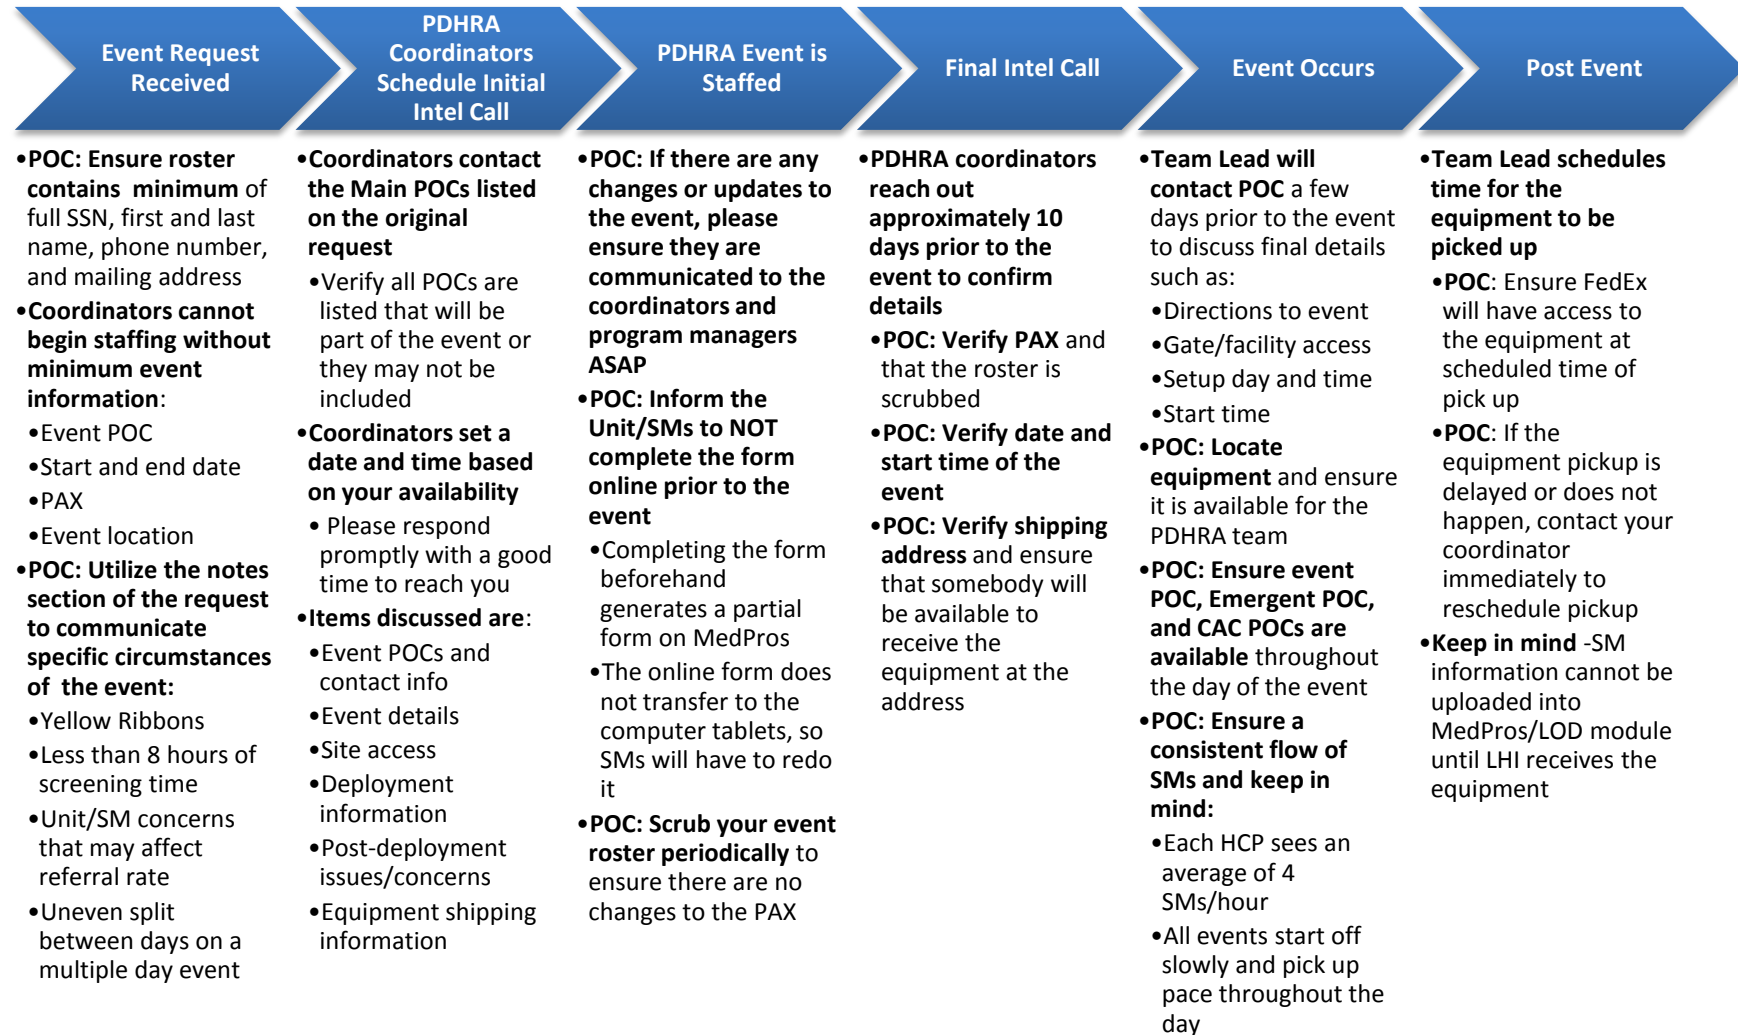 Event Request
Received
PDHRA
Coordinators
Schedule Initial
Intel Call
PDHRA Event is
Staffed
Final Intel Call
Event Occurs
Post Event
•POC: Ensure roster
contains  minimum of
full SSN, first and last
name, phone number,
and mailing address
•Coordinators cannot
begin staffing without
minimum event
information:
•Event POC
•Start and end date
•PAX
•Event location
•POC: Utilize the notes
section of the request
to communicate
specific circumstances
of  the event:
•Yellow Ribbons
•Less than 8 hours of
screening time
•Unit/SM concerns
that may affect
referral rate
•Uneven split
between days on a
multiple day event
•Coordinators contact
the Main POCs listed
on the original
request
•Verify all POCs are
listed that will be
part of the event or
they may not be
included
•Coordinators set a
date and time based
on your availability
• Please respond
promptly with a good
time to reach you
•Items discussed are:
•Event POCs and
contact info
•Event details
•Site access
•Deployment
information
•Post-deployment
issues/concerns
•Equipment shipping
information
•POC: If there are any
changes or updates to
the event, please
ensure they are
communicated to the
coordinators and
program managers
ASAP
•POC: Inform the
Unit/SMs to NOT
complete the form
online prior to the
event
•Completing the form
beforehand
generates a partial
form on MedPros
•The online form does
not transfer to the
computer tablets, so
SMs will have to redo
it
•POC: Scrub your event
roster periodically to
ensure there are no
changes to the PAX
•PDHRA coordinators
reach out
approximately 10
days prior to the
event to confirm
details
•POC: Verify PAX and
that the roster is
scrubbed
•POC: Verify date and
start time of the
event
•POC: Verify shipping
address and ensure
that somebody will
be available to
receive the
equipment at the
address
•Team Lead will
contact POC a few
days prior to the event
to discuss final details
such as:
•Directions to event
•Gate/facility access
•Setup day and time
•Start time
•POC: Locate
equipment and ensure
it is available for the
PDHRA team
•POC: Ensure event
POC, Emergent POC,
and CAC POCs are
available throughout
the day of the event
•POC: Ensure a
consistent flow of
SMs and keep in
mind:
•Each HCP sees an
average of 4
SMs/hour
•All events start off
slowly and pick up
pace throughout the
day
•Team Lead schedules
time for the
equipment to be
picked up
•POC: Ensure FedEx
will have access to
the equipment at
scheduled time of
pick up
•POC: If the
equipment pickup is
delayed or does not
happen, contact your
coordinator
immediately to
reschedule pickup
•Keep in mind -SM
information cannot be
uploaded into
MedPros/LOD module
until LHI receives the
equipment